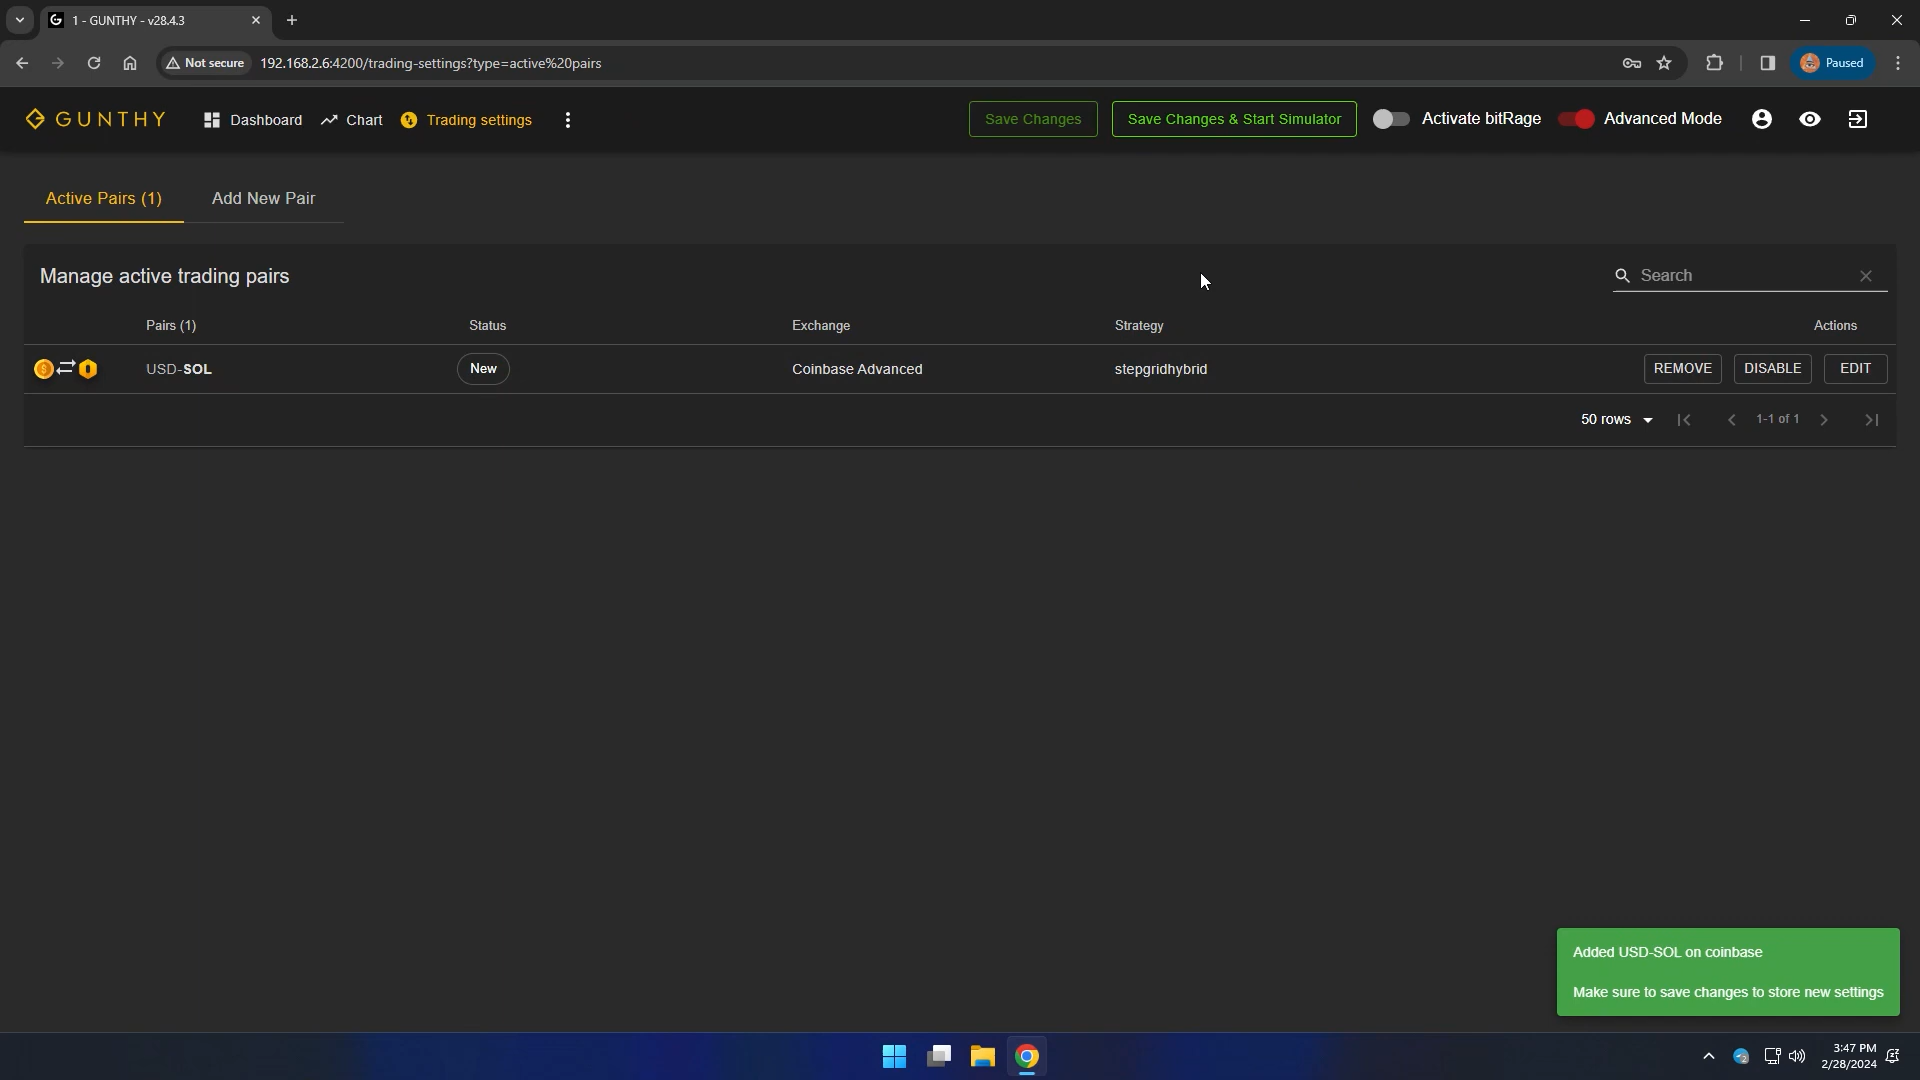 1 - GUNTHY - v28.4.3
Not secure 192.168.2.6:4200/trading-settings?type=active%20pairs Paused
GUNTHY Dashboard Chart Trading settings Save Changes Save Changes & Start Simulator Activate bitRage Advanced Mode
Active Pairs (1) Add New Pair
Manage active trading pairs Search
Pairs (1) Status Exchange Strategy Actions
USD-SOL New Coinbase Advanced stepgridhybrid REMOVE DISABLE EDIT
50 rows 1-1 of 1
Added USD-SOL on coinbase
Make sure to save changes to store new settings
3:47 PM
2/28/2024